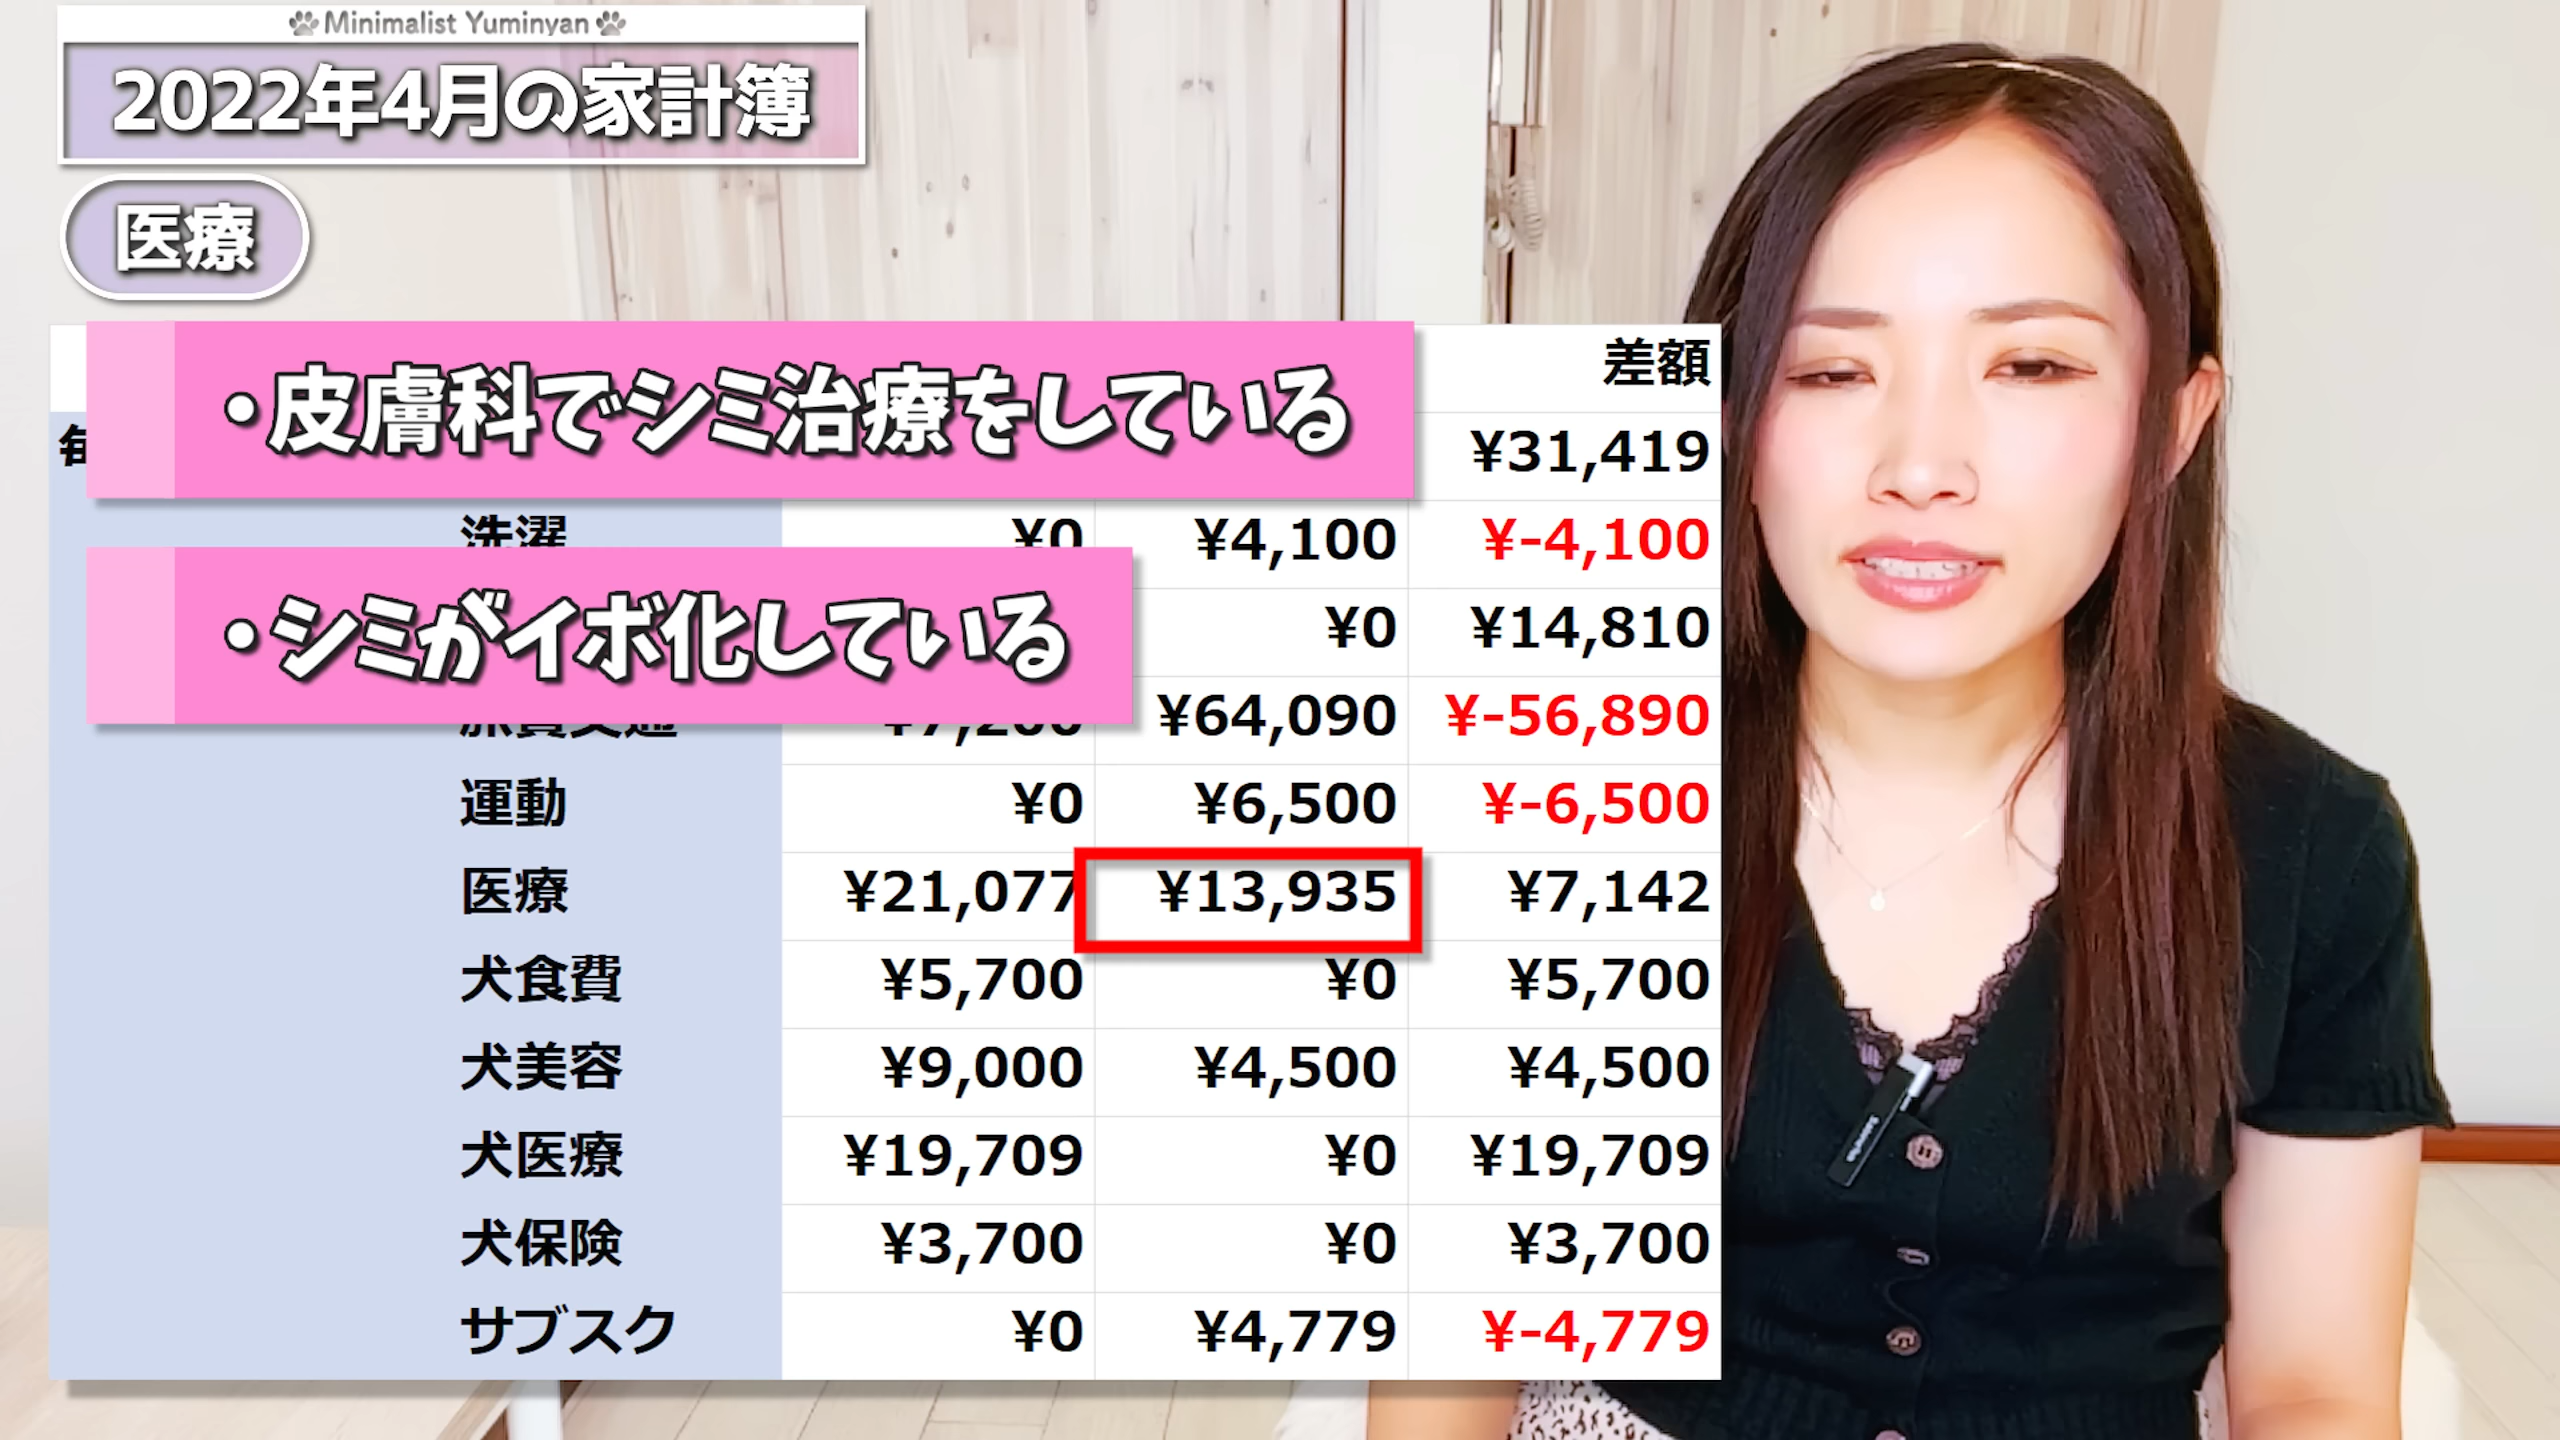 Minimalist Yuminyan
2022年4月の家計簿
医療
・皮膚科でシミ治療をしている
・シミがイボ化している
差額
¥31,419
洗濯 ¥0 ¥4,100 ¥-4,100
¥0 ¥14,810
¥64,090 ¥-56,890
運動 ¥0 ¥6,500 ¥-6,500
医療 ¥21,077 ¥13,935 ¥7,142
犬食費 ¥5,700 ¥0 ¥5,700
犬美容 ¥9,000 ¥4,500 ¥4,500
犬医療 ¥19,709 ¥0 ¥19,709
犬保険 ¥3,700 ¥0 ¥3,700
サブスク ¥0 ¥4,779 ¥-4,779